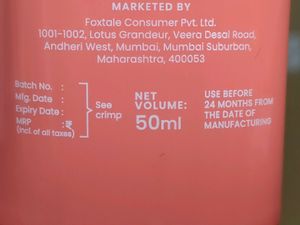 MARKETED BY
Foxtale Consumer Pvt. Ltd.
1001-1002, Lotus Grandeur, Veera Desai Road,
Andheri West, Mumbai, Mumbai Suburban,
Maharashtra, 400053
Batch No. :
Mfg. Date :
Expiry Date :
MRP : ₹
(Incl. of all taxes)
See
crimp
NET
VOLUME:
50ml
USE BEFORE
24 MONTHS FROM
THE DATE OF
MANUFACTURING